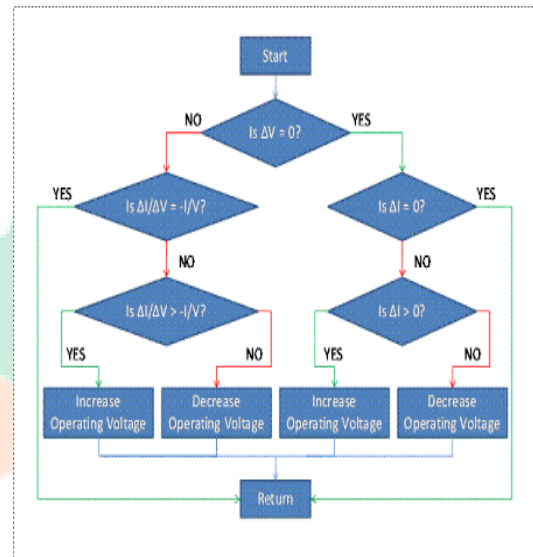 Start
Is ΔV = 0?
NO
YES
Is ΔI/ΔV = -I/V?
YES
NO
Is ΔI = 0?
YES
NO
Is ΔI/ΔV > -I/V?
YES
NO
Is ΔI > 0?
YES
NO
Increase
Operating Voltage
Decrease
Operating Voltage
Increase
Operating Voltage
Decrease
Operating Voltage
Return